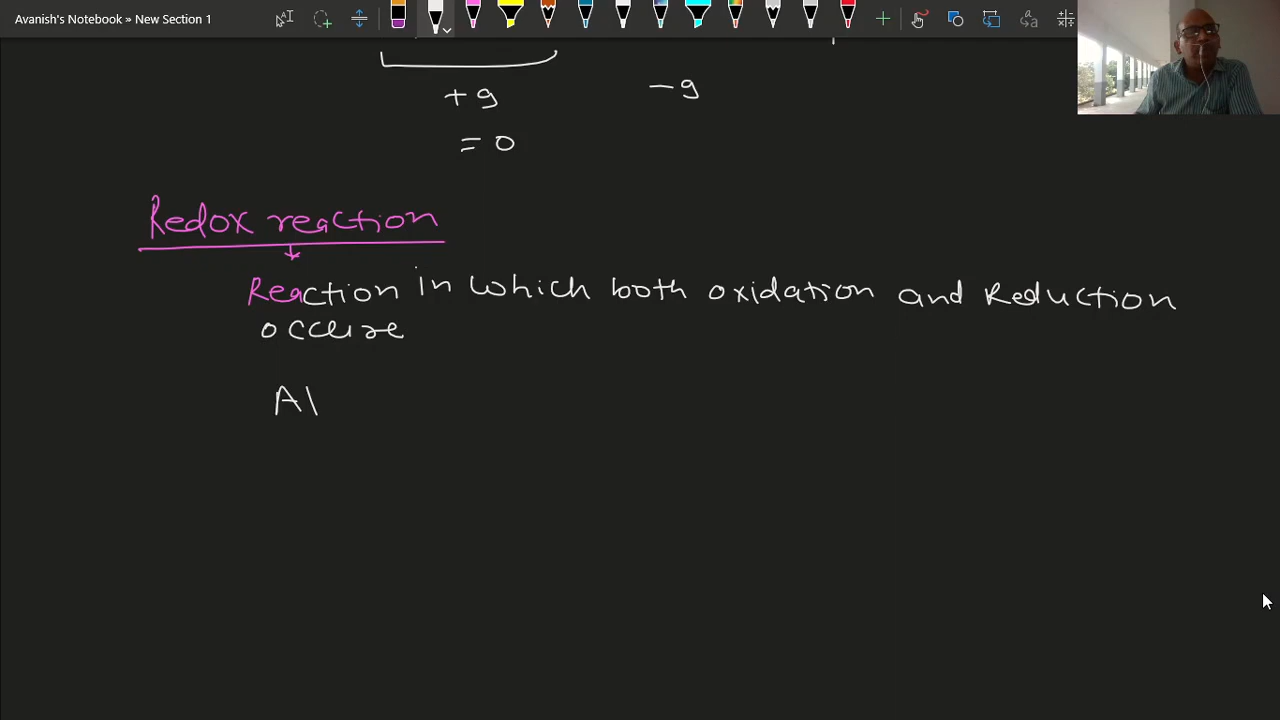 Avanish's Notebook » New Section 1
+9 -9
= 0
Redox reaction
Reaction in which both oxidation and Reduction
occure
Al